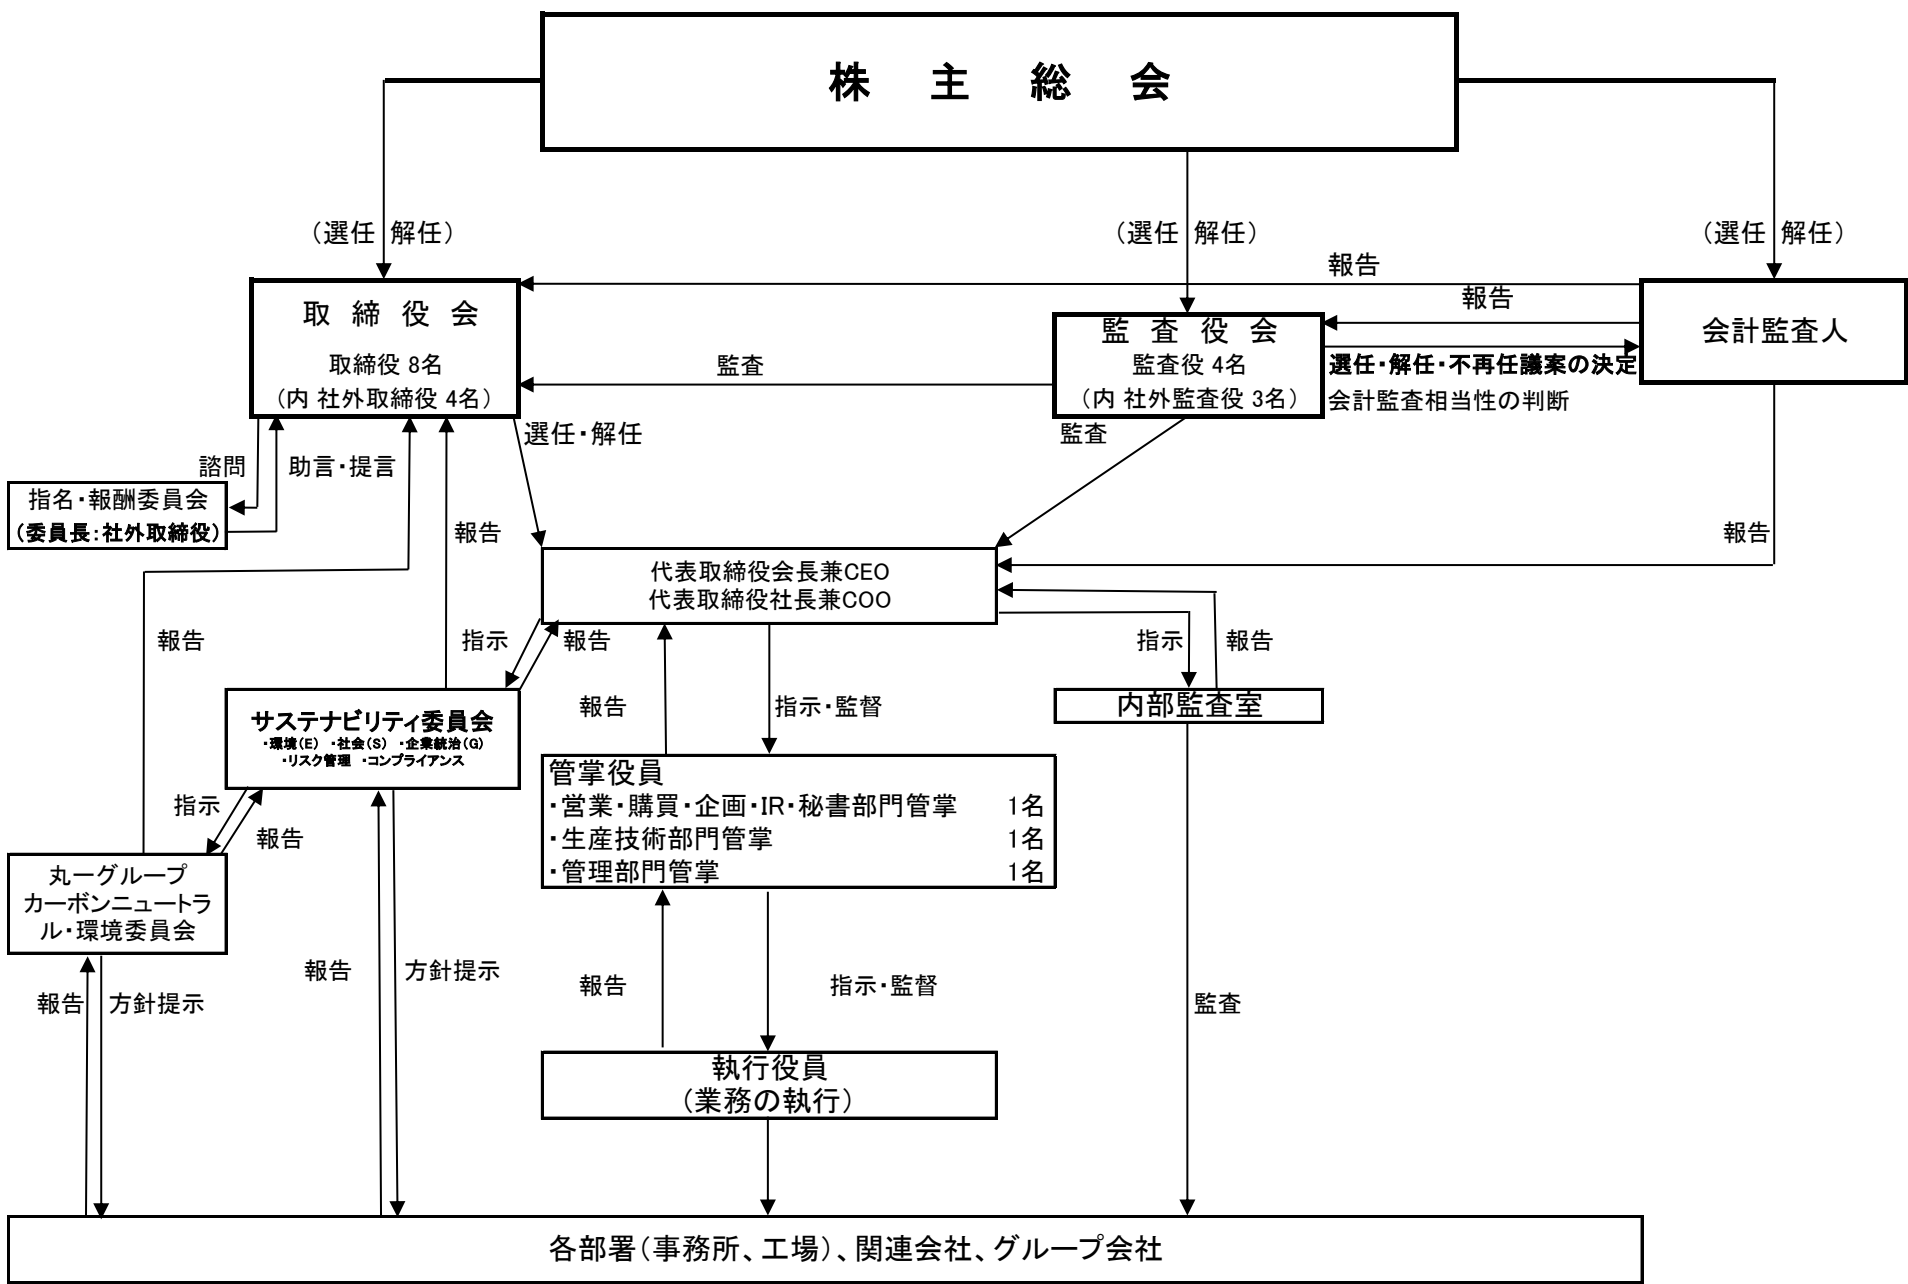 株 主 総 会
(選任 解任)
(選任 解任)
(選任 解任)
報告
報告
取 締 役 会
取締役 8名
(内 社外取締役 4名)
監査
監 査 役 会
監査役 4名
(内 社外監査役 3名)
選任・解任・不再任議案の決定
会計監査相当性の判断
会計監査人
選任・解任
監査
諮問
助言・提言
指名・報酬委員会
(委員長:社外取締役)
報告
報告
代表取締役会長兼CEO
代表取締役社長兼COO
報告
指示
報告
指示
報告
報告
指示・監督
内部監査室
サステナビリティ委員会
・環境(E) ・社会(S) ・企業統治(G)
・リスク管理 ・コンプライアンス
管掌役員
・営業・購買・企画・IR・秘書部門管掌 1名
・生産技術部門管掌 1名
・管理部門管掌 1名
指示
報告
丸一グループ
カーボンニュートラ
ル・環境委員会
報告
方針提示
報告
方針提示
報告
指示・監督
監査
執行役員
(業務の執行)
各部署(事務所、工場)、関連会社、グループ会社